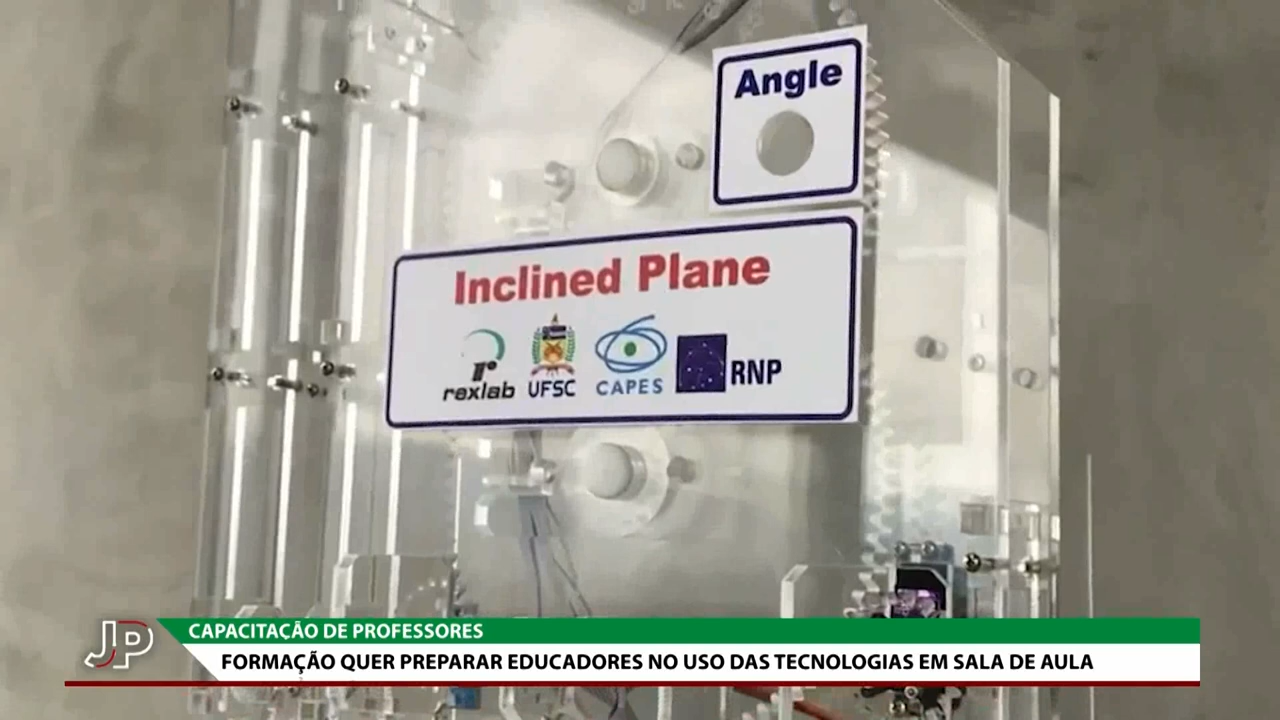 Angle
Inclined Plane
rexlab
UFSC
CAPES
RNP
JP
CAPACITAÇÃO DE PROFESSORES
FORMAÇÃO QUER PREPARAR EDUCADORES NO USO DAS TECNOLOGIAS EM SALA DE AULA